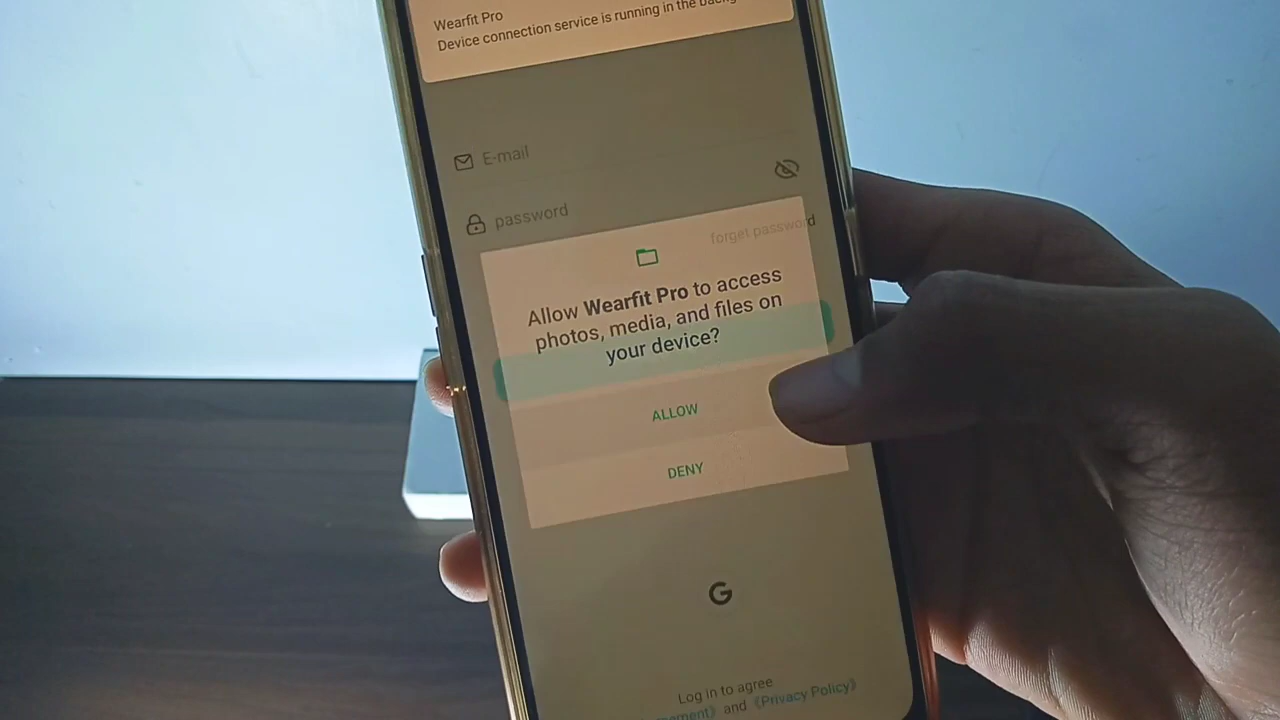 Wearfit Pro
Device connection service is running in the
E-mail
password
forget password
Allow Wearfit Pro to access
photos, media, and files on
your device?
ALLOW
DENY
G
Log in to agree
and 《Privacy Policy》